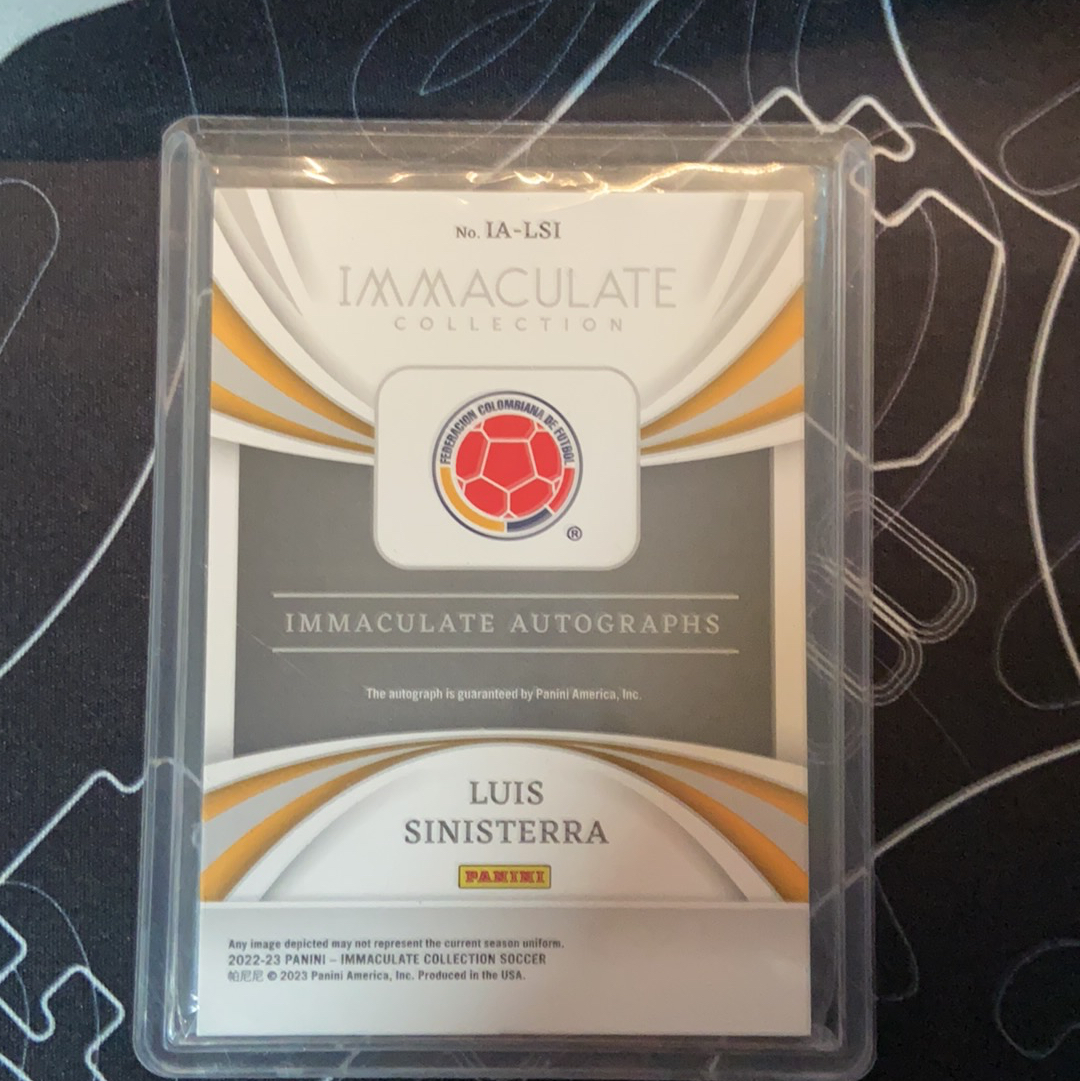 No. IA-LSI
IMMACULATE
COLLECTION
FEDERACION COLOMBIANA DE FUTBOL
®
IMMACULATE AUTOGRAPHS
The autograph is guaranteed by Panini America, Inc.
LUIS
SINISTERRA
PANINI
Any image depicted may not represent the current season uniform.
2022-23 PANINI – IMMACULATE COLLECTION SOCCER
帕尼尼 © 2023 Panini America, Inc. Produced in the USA.